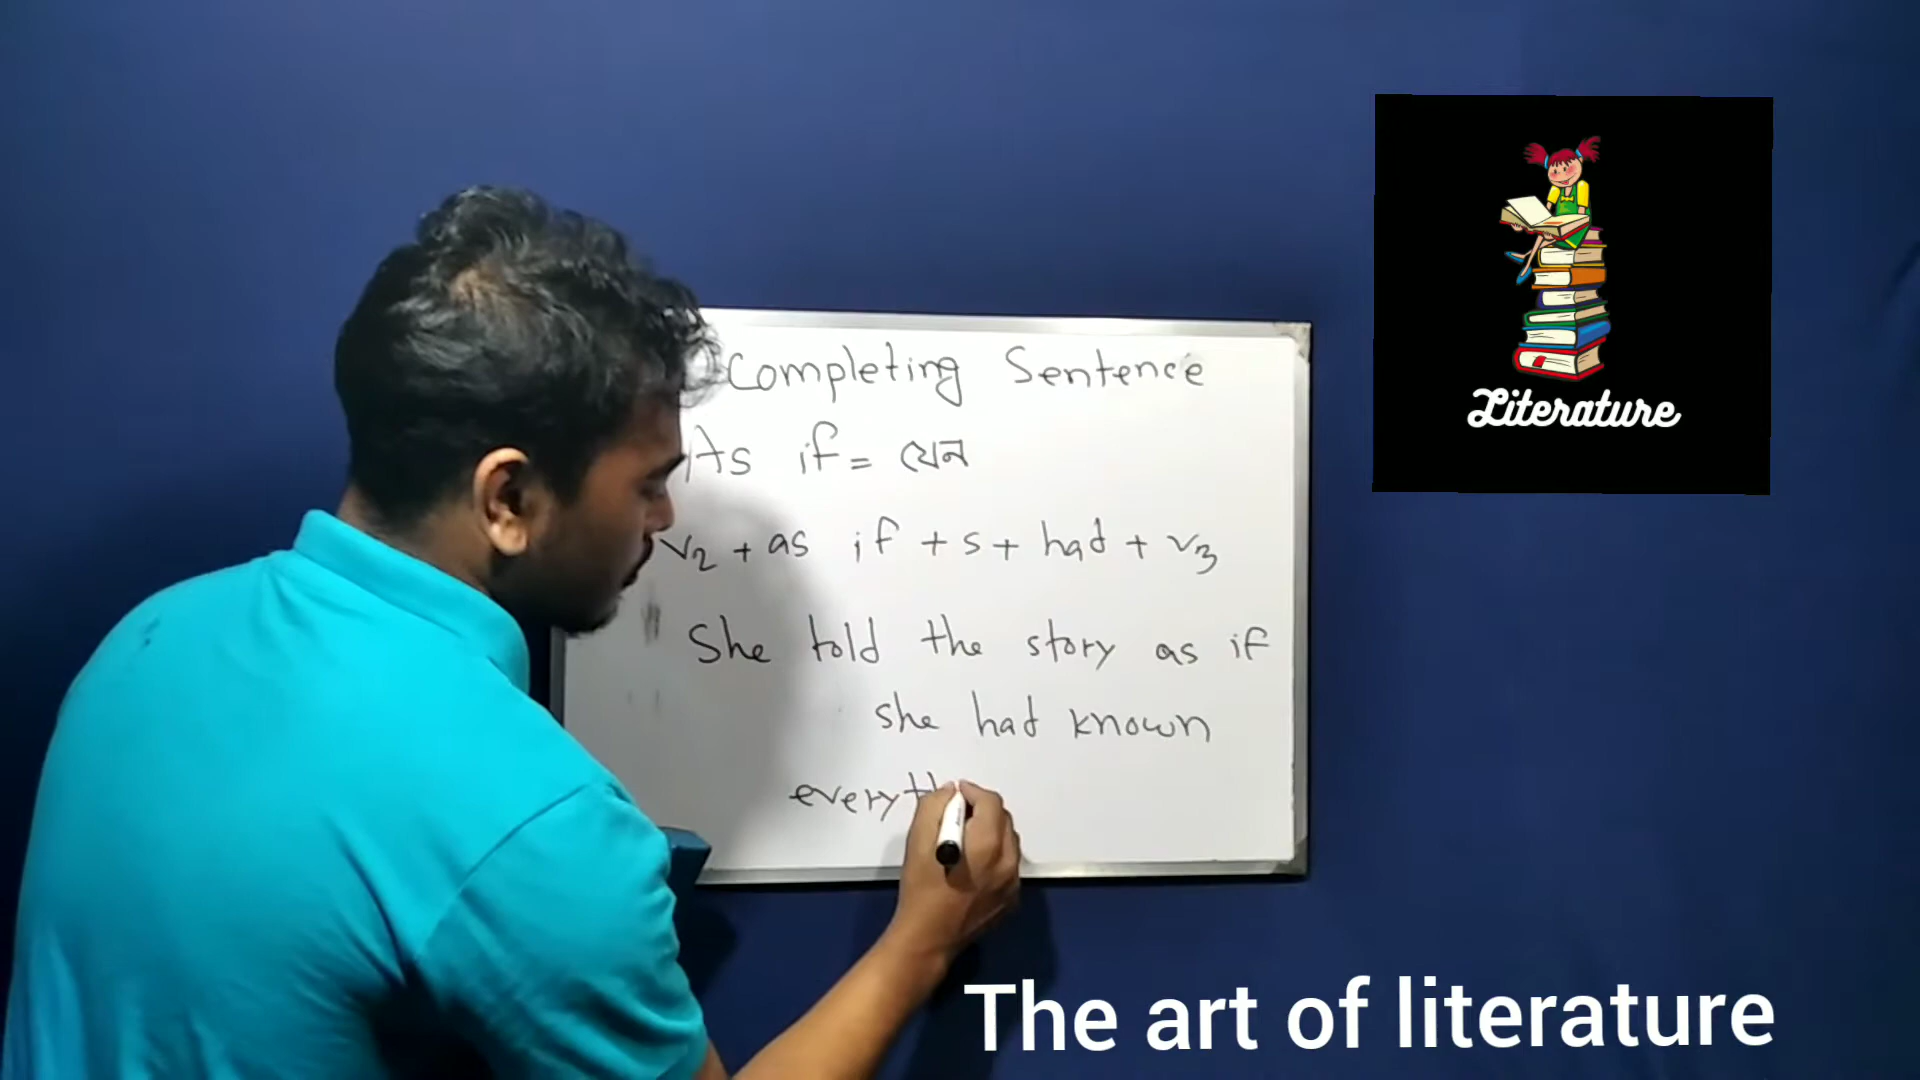 Completing Sentence
As if = যেন
v2 + as if + s + had + v3
She told the story as if
she had known
everyth
Literature
The art of literature